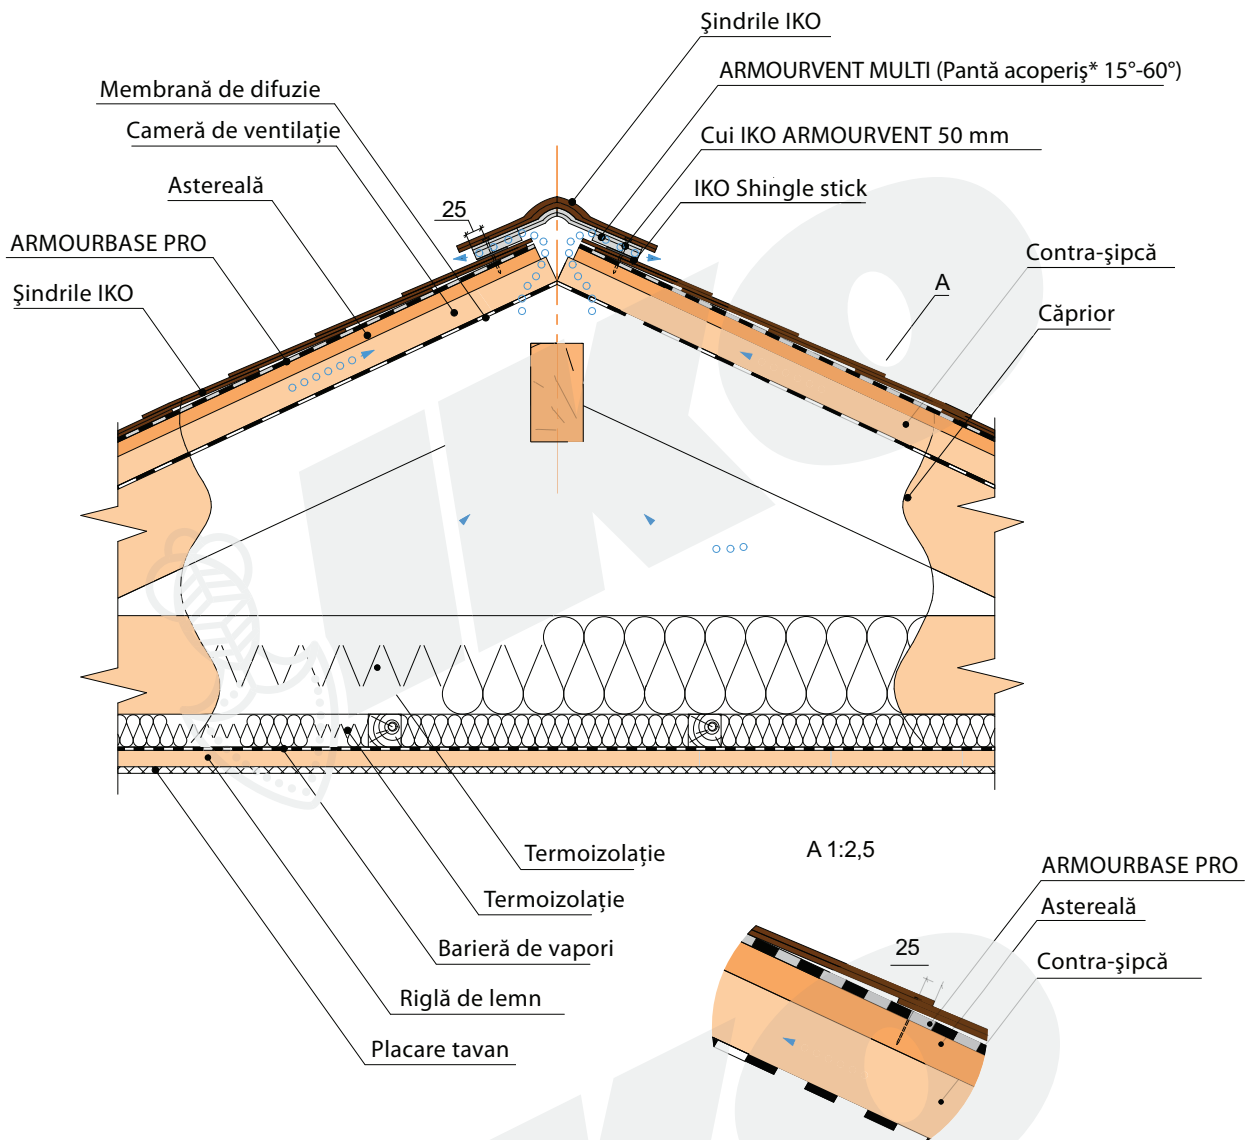 Şindrile IKO
ARMOURVENT MULTI (Pantă acoperiş* 15°-60°)
Membrană de difuzie
Cameră de ventilaţie
Cui IKO ARMOURVENT 50 mm
Astereală
IKO Shingle stick
25
ARMOURBASE PRO
Contra-şipcă
Şindrile IKO
A
Căprior
IKO
Termoizolaţie
A 1:2,5
ARMOURBASE PRO
Termoizolaţie
Astereală
Barieră de vapori
25
Contra-şipcă
Riglă de lemn
Placare tavan